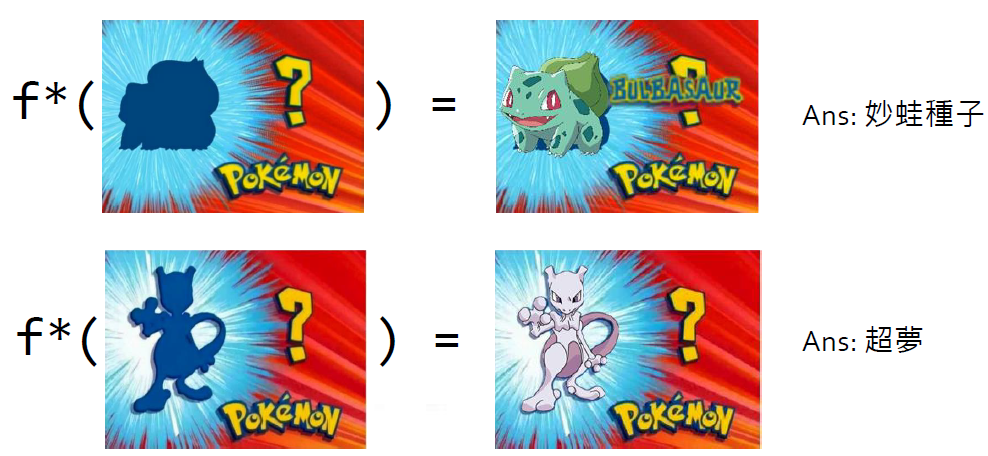 f*( ? POKéMON ) = BULBASAUR ? POKéMON Ans: 妙蛙種子
f*( ? POKéMON ) = ? POKéMON Ans: 超夢